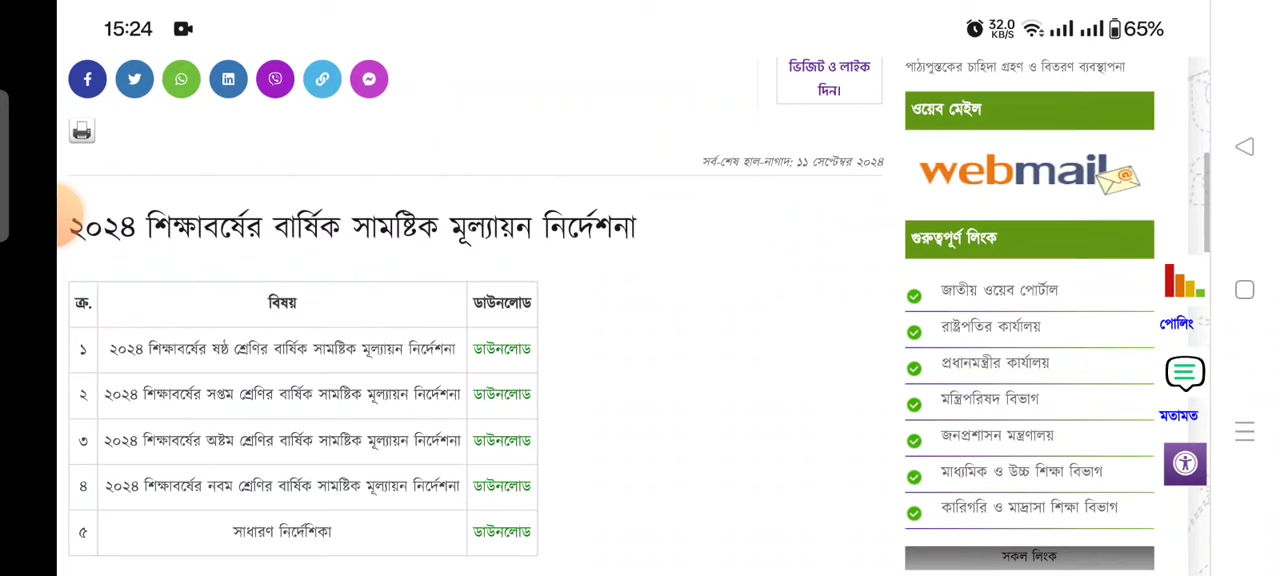 15:24
32.0
KB/S
65%
ভিজিট ও লাইক
দিন।
পাঠ্যপুস্তকের চাহিদা গ্রহণ ও বিতরণ ব্যবস্থাপনা
ওয়েব মেইল
webmail
সর্ব-শেষ হাল-নাগাদ: ১১ সেপ্টেম্বর ২০২৪
২০২৪ শিক্ষাবর্ষের বার্ষিক সামষ্টিক মূল্যায়ন নির্দেশনা
ক্র. বিষয় ডাউনলোড
১ ২০২৪ শিক্ষাবর্ষের ষষ্ঠ শ্রেণির বার্ষিক সামষ্টিক মূল্যায়ন নির্দেশনা ডাউনলোড
২ ২০২৪ শিক্ষাবর্ষের সপ্তম শ্রেণির বার্ষিক সামষ্টিক মূল্যায়ন নির্দেশনা ডাউনলোড
৩ ২০২৪ শিক্ষাবর্ষের অষ্টম শ্রেণির বার্ষিক সামষ্টিক মূল্যায়ন নির্দেশনা ডাউনলোড
৪ ২০২৪ শিক্ষাবর্ষের নবম শ্রেণির বার্ষিক সামষ্টিক মূল্যায়ন নির্দেশনা ডাউনলোড
৫ সাধারণ নির্দেশিকা ডাউনলোড
গুরুত্বপূর্ণ লিংক
জাতীয় ওয়েব পোর্টাল
রাষ্ট্রপতির কার্যালয়
প্রধানমন্ত্রীর কার্যালয়
মন্ত্রিপরিষদ বিভাগ
জনপ্রশাসন মন্ত্রণালয়
মাধ্যমিক ও উচ্চ শিক্ষা বিভাগ
কারিগরি ও মাদ্রাসা শিক্ষা বিভাগ
সকল লিংক
পোলিং
মতামত